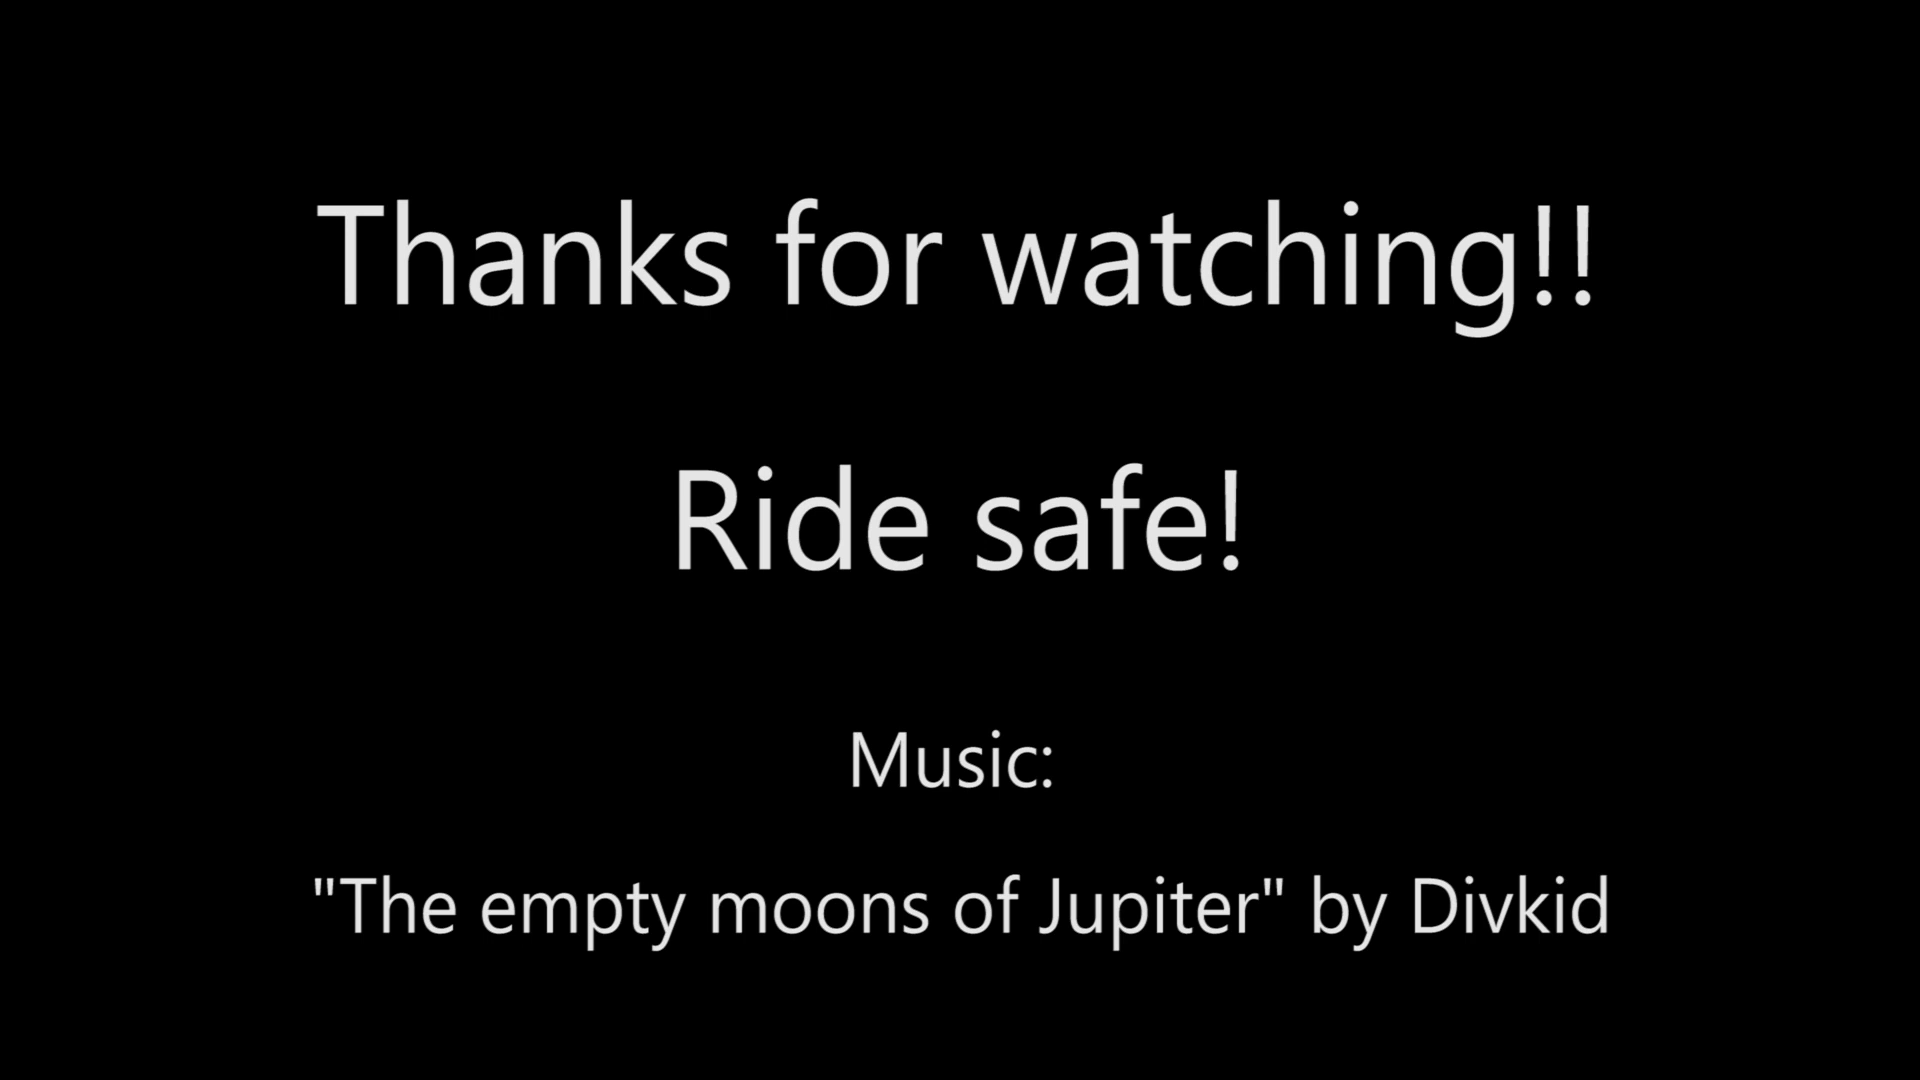 Thanks for watching!!
Ride safe!
Music:
"The empty moons of Jupiter" by Divkid